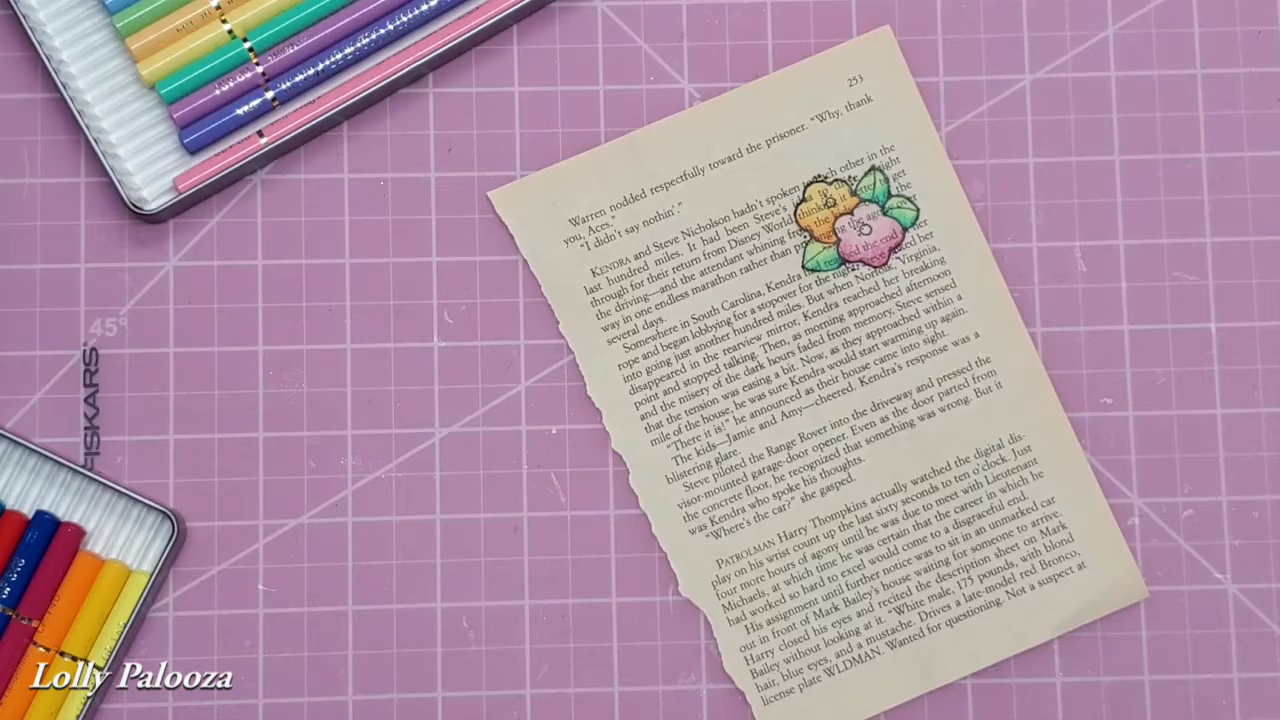 253
Warren nodded respectfully toward the prisoner. "Why, thank
you, Aces."
"I didn't say nothin'."
KENDRA and Steve Nicholson hadn't spoken each other in the
last hundred miles. It had been Steve's
through for their return from Disney World
the driving—and the attendant whining
way in one endless marathon rather than
several days.
Somewhere in South Carolina, Kendra
rope and began lobbying for a stopover for the night.
into going just another hundred miles. But when Norfolk, Virginia,
disappeared in the rearview mirror, Kendra reached her breaking
point and stopped talking. Then, as morning approached afternoon
and the misery of the dark hours faded from memory, Steve sensed
that the tension was easing a bit. Now, as they approached within a
mile of the house, he was sure Kendra would start warming up again.
"There it is!" he announced as their house came into sight.
The kids—Jamie and Amy—cheered. Kendra's response was a
blistering glare.
Steve piloted the Range Rover into the driveway and pressed the
visor-mounted garage-door opener. Even as the door parted from
the concrete floor, he recognized that something was wrong. But it
was Kendra who spoke his thoughts.
"Where's the car?" she gasped.
PATROLMAN Harry Thompkins actually watched the digital dis-
play on his wrist count up the last sixty seconds to ten o'clock. Just
four more hours of agony until he was due to meet with Lieutenant
Michaels, at which time he was certain that the career in which he
had worked so hard to excel would come to a disgraceful end.
His assignment until further notice was to sit in an unmarked car
out in front of Mark Bailey's house waiting for someone to arrive.
Harry closed his eyes and recited the description sheet on Mark
Bailey without looking at it. "White male, 175 pounds, with blond
hair, blue eyes, and a mustache. Drives a late-model red Bronco,
license plate WLDMAN. Wanted for questioning. Not a suspect at
45°
FISKARS
Lolly Palooza